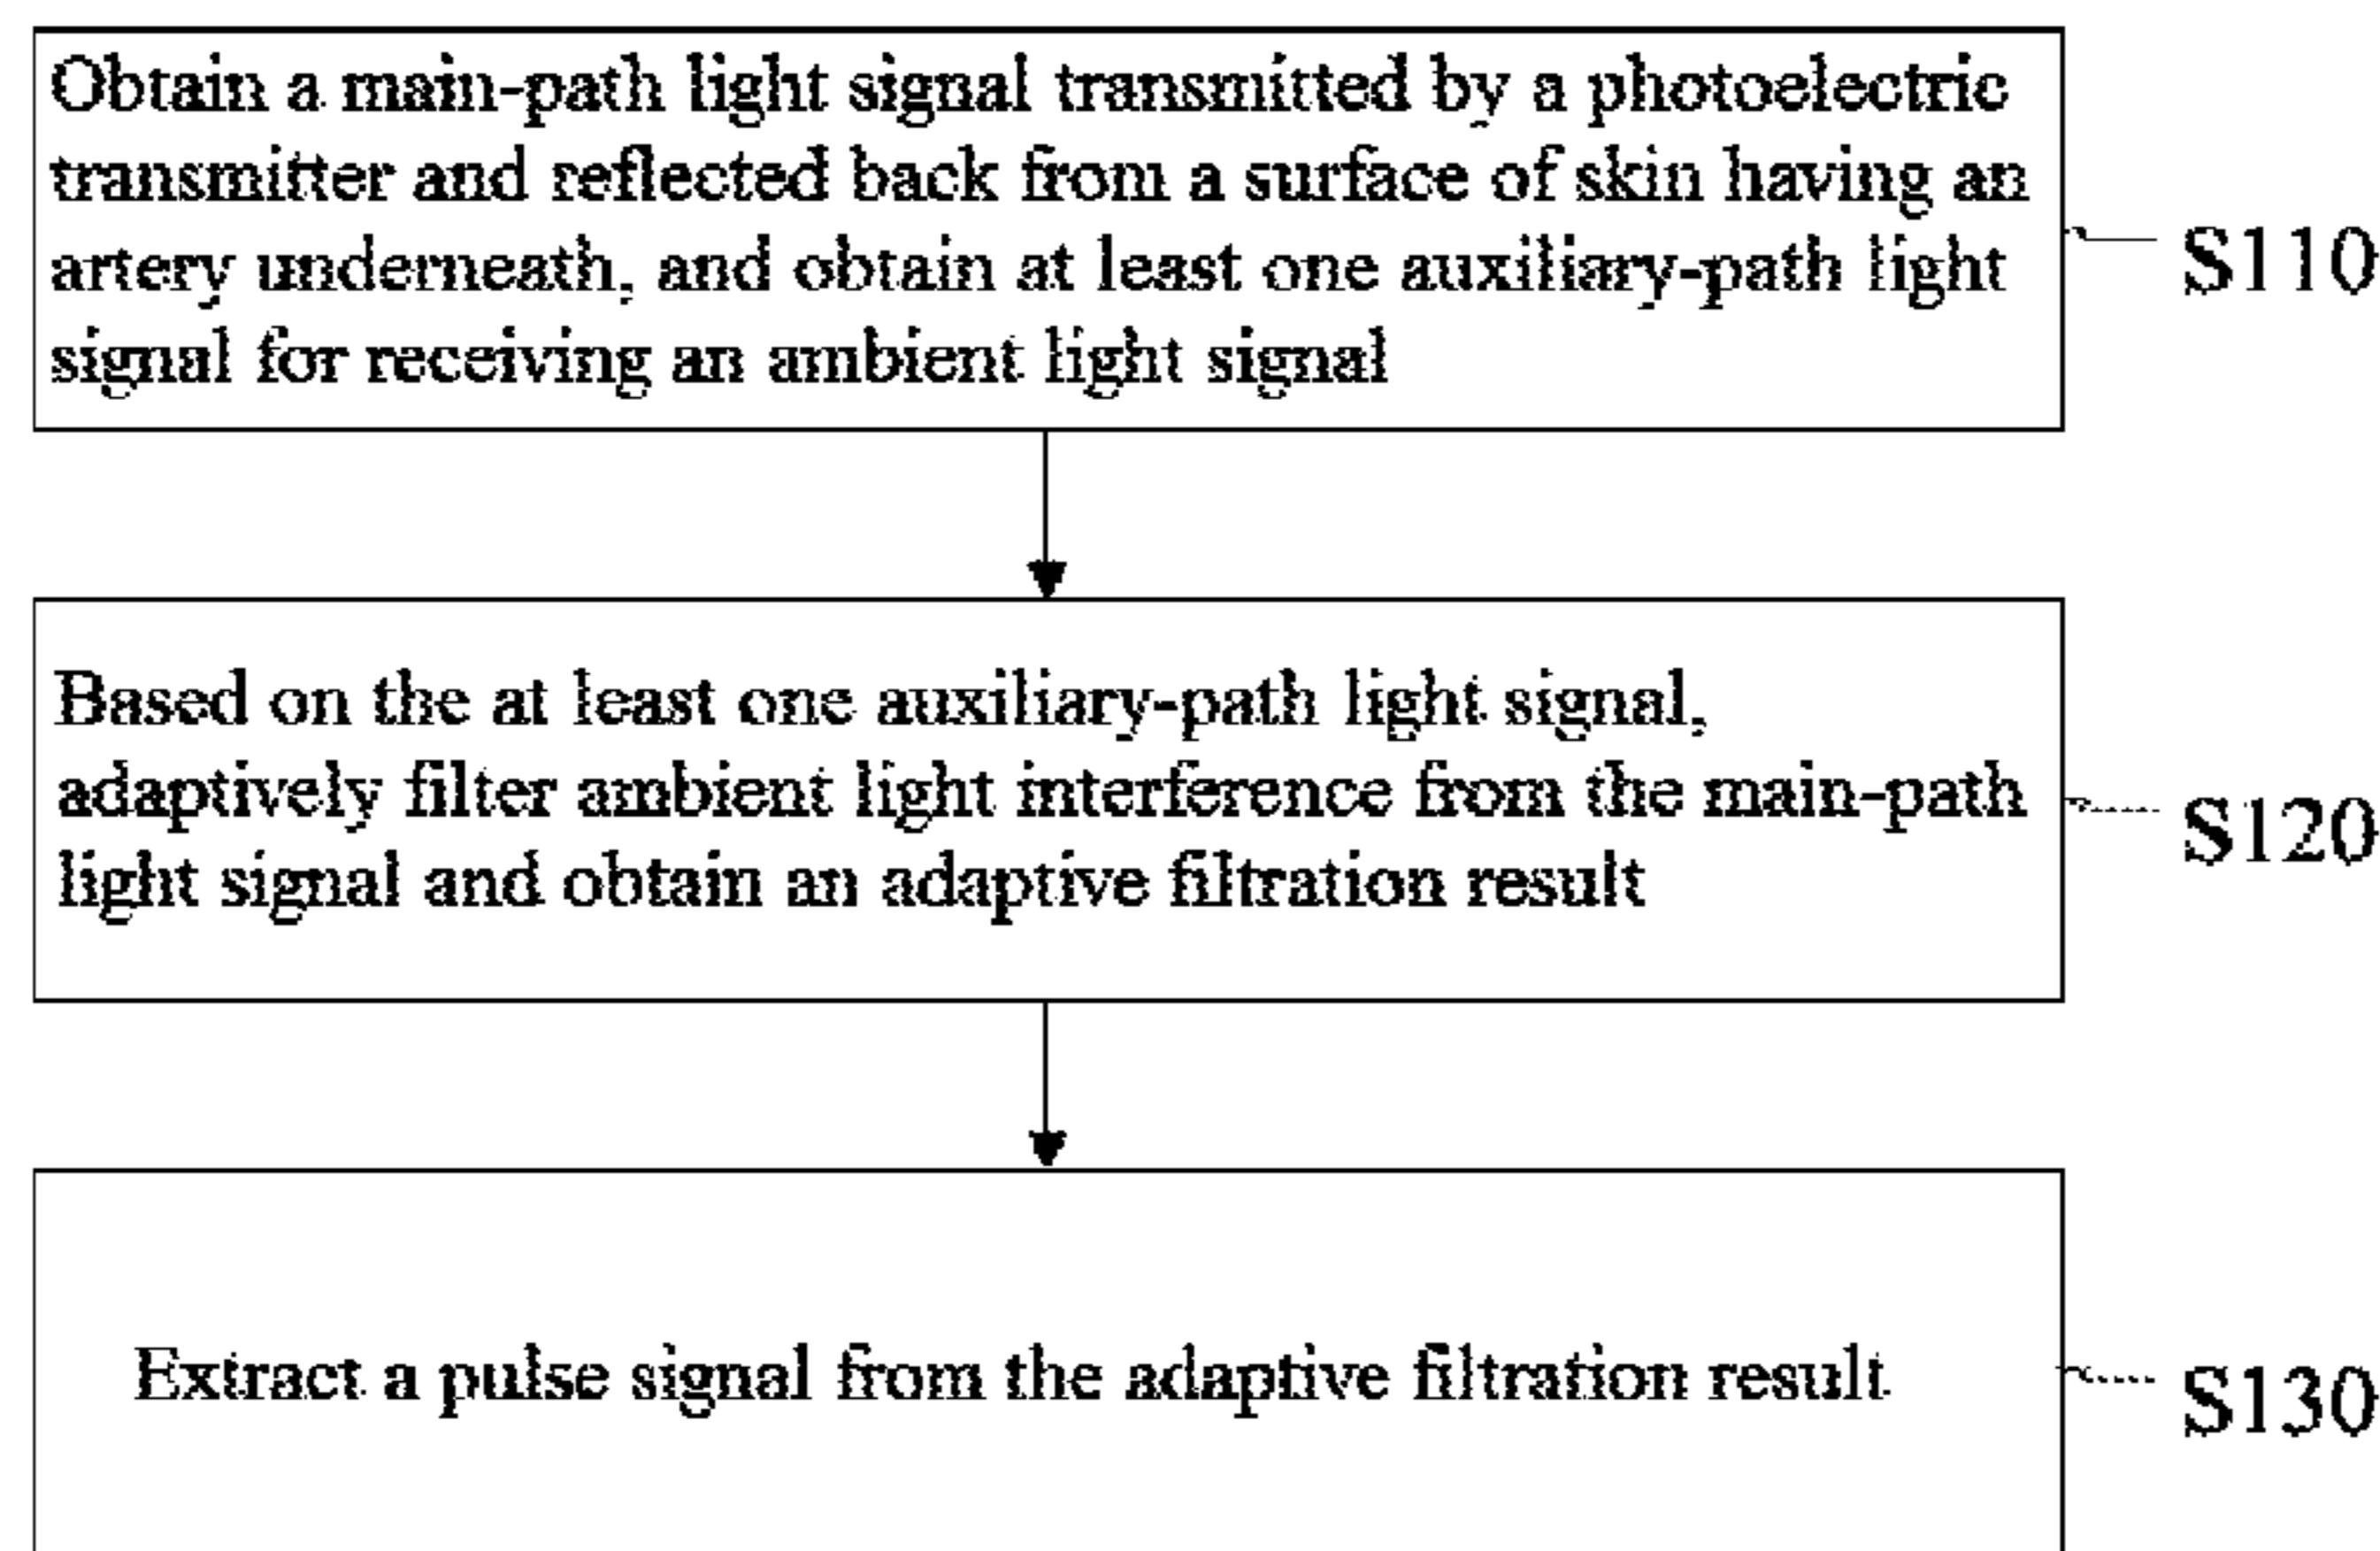 Obtain a main-path light signal transmitted by a photoelectric
transmitter and reflected back from a surface of skin having an
artery underneath, and obtain at least one auxiliary-path light
signal for receiving an ambient light signal
S110
Based on the at least one auxiliary-path light signal,
adaptively filter ambient light interference from the main-path
light signal and obtain an adaptive filtration result
S120
Extract a pulse signal from the adaptive filtration result
S130